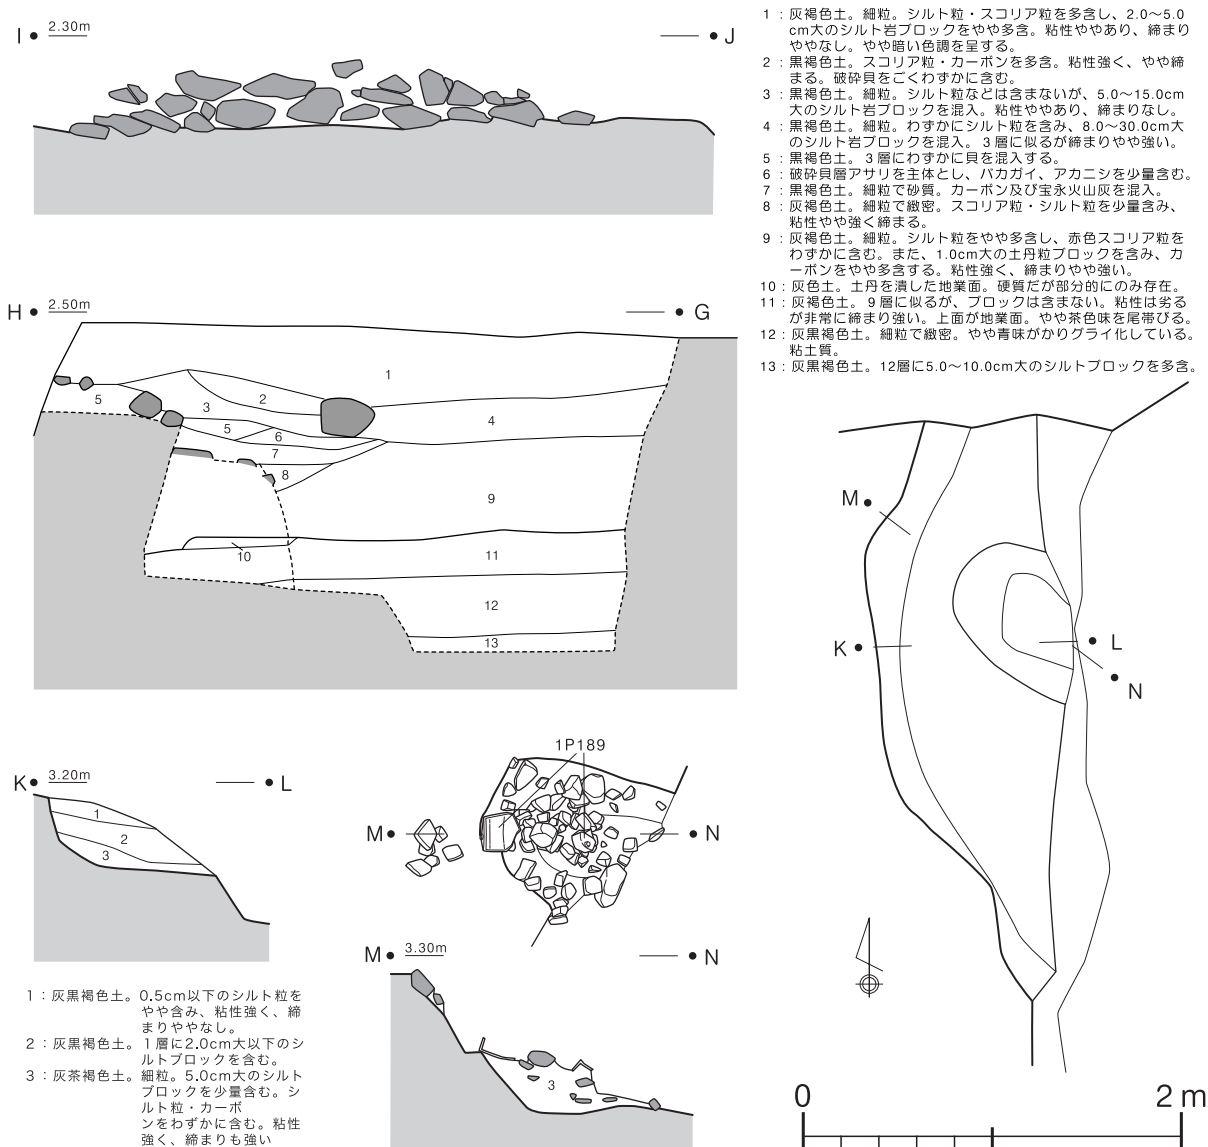 I 2.30m J
1：灰褐色土。細粒。シルト粒・スコリア粒を多含し、2.0〜5.0
cm大のシルト岩ブロックをやや多含。粘性ややあり、締まり
ややなし。やや暗い色調を呈する。
2：黒褐色土。スコリア粒・カーボンを多含。粘性強く、やや締
まる。破砕貝をごくわずかに含む。
3：黒褐色土。細粒。シルト粒などは含まないが、5.0〜15.0cm
大のシルト岩ブロックを混入。粘性ややあり、締まりなし。
4：黒褐色土。細粒。わずかにシルト粒を含み、8.0〜30.0cm大
のシルト岩ブロックを混入。３層に似るが締まりやや強い。
5：黒褐色土。３層にわずかに貝を混入する。
6：破砕貝層アサリを主体とし、バカガイ、アカニシを少量含む。
7：黒褐色土。細粒で砂質。カーボン及び宝永火山灰を混入。
8：灰褐色土。細粒で緻密。スコリア粒・シルト粒を少量含み、
粘性やや強く締まる。
9：灰褐色土。細粒。シルト粒をやや多含し、赤色スコリア粒を
わずかに含む。また、1.0cm大の土丹粒ブロックを含み、カ
ーボンをやや多含する。粘性強く、締まりやや強い。
10：灰色土。土丹を潰した地業面。硬質だが部分的にのみ存在。
11：灰褐色土。９層に似るが、ブロックは含まない。粘性は劣る
が非常に締まり強い。上面が地業面。やや茶色味を尾帯びる。
12：灰黒褐色土。細粒で緻密。やや青味がかりグライ化している。
粘土質。
13：灰黒褐色土。12層に5.0〜10.0cm大のシルトブロックを多含。
H 2.50m G
1
2
3
4
5
5
6
7
8
9
10
11
12
13
M
K
L
N
K 3.20m L
1
2
3
1P189
M N
M 3.30m N
3
1：灰黒褐色土。0.5cm以下のシルト粒を
やや含み、粘性強く、締
まりややなし。
2：灰黒褐色土。１層に2.0cm大以下のシ
ルトブロックを含む。
3：灰茶褐色土。細粒。5.0cm大のシルト
ブロックを少量含む。シ
ルト粒・カーボ
ンをわずかに含む。粘性
強く、締まりも強い
0 2 m